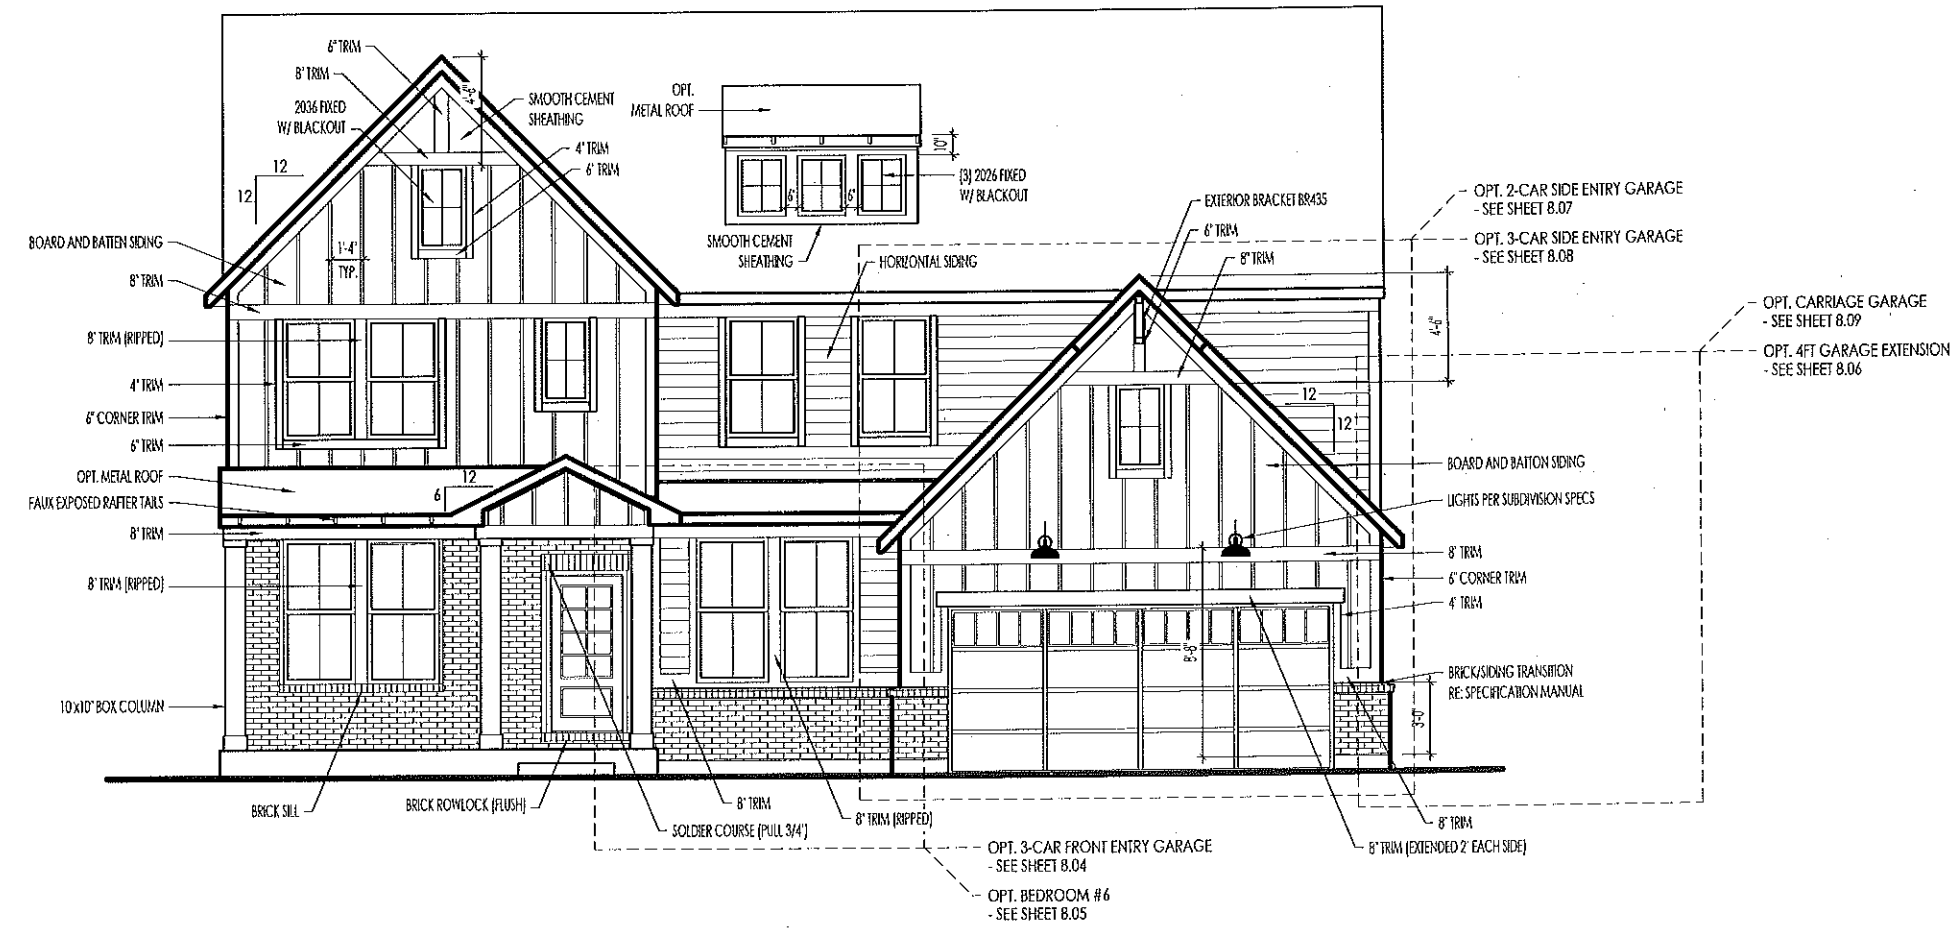 6" TRIM
8" TRIM
2036 FIXED
W/ BLACKOUT
4'-6"
SMOOTH CEMENT
SHEATHING
4" TRIM
6" TRIM
12
12
BOARD AND BATTEN SIDING
1'-4"
TYP.
8" TRIM
8" TRIM (RIPPED)
4" TRIM
6" CORNER TRIM
6" TRIM
OPT. METAL ROOF
FAUX EXPOSED RAFTER TAILS
12
6
8" TRIM
8" TRIM (RIPPED)
10x10" BOX COLUMN
BRICK SILL
BRICK ROWLOCK (FLUSH)
SOLDIER COURSE (PULL 3/4")
8" TRIM
8" TRIM (RIPPED)
OPT.
METAL ROOF
10"
6"
6"
(3) 2026 FIXED
W/ BLACKOUT
SMOOTH CEMENT
SHEATHING
HORIZONTAL SIDING
EXTERIOR BRACKET BR435
6" TRIM
8" TRIM
4'-6"
12
12
OPT. 2-CAR SIDE ENTRY GARAGE
- SEE SHEET 8.07
OPT. 3-CAR SIDE ENTRY GARAGE
- SEE SHEET 8.08
OPT. CARRIAGE GARAGE
- SEE SHEET 8.09
OPT. 4FT GARAGE EXTENSION
- SEE SHEET 8.06
BOARD AND BATTON SIDING
LIGHTS PER SUBDIVISION SPECS
8" TRIM
6" CORNER TRIM
4" TRIM
8'-8"
BRICK/SIDING TRANSITION
RE: SPECIFICATION MANUAL
3'-0"
8" TRIM
8" TRIM (EXTENDED 2" EACH SIDE)
OPT. 3-CAR FRONT ENTRY GARAGE
- SEE SHEET 8.04
OPT. BEDROOM #6
- SEE SHEET 8.05